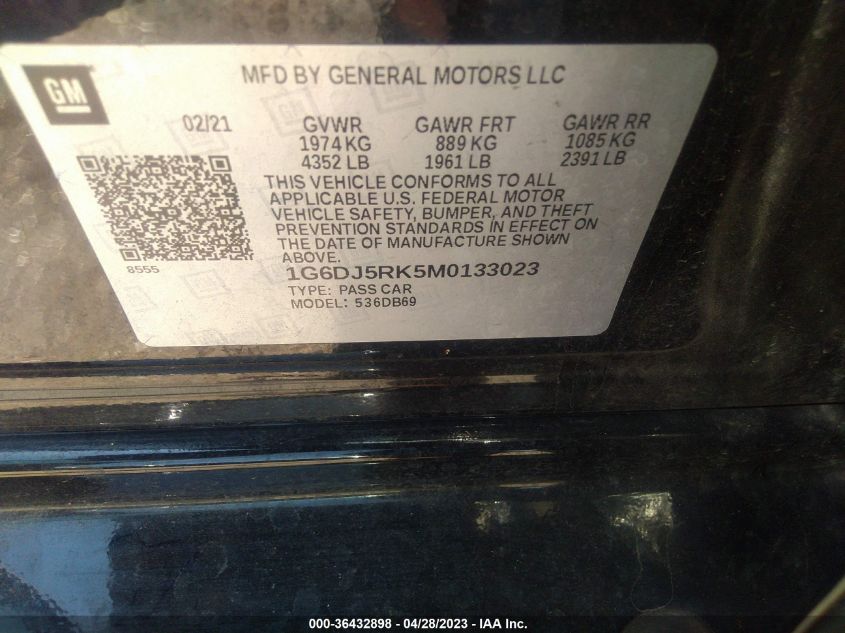 GM
MFD BY GENERAL MOTORS LLC
02/21 GVWR GAWR FRT GAWR RR
1974 KG 889 KG 1085 KG
4352 LB 1961 LB 2391 LB
THIS VEHICLE CONFORMS TO ALL
APPLICABLE U.S. FEDERAL MOTOR
VEHICLE SAFETY, BUMPER, AND THEFT
PREVENTION STANDARDS IN EFFECT ON
THE DATE OF MANUFACTURE SHOWN
ABOVE.
8555
1G6DJ5RK5M0133023
TYPE: PASS CAR
MODEL: 536DB69
000-36432898 - 04/28/2023 - IAA Inc.